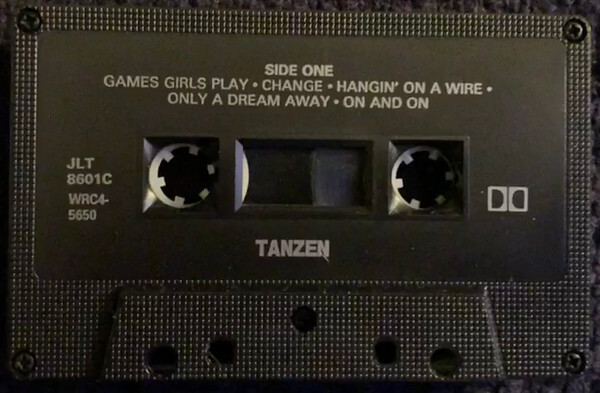 SIDE ONE
GAMES GIRLS PLAY • CHANGE • HANGIN' ON A WIRE •
ONLY A DREAM AWAY • ON AND ON
JLT
8601C
WRC4-
5650
TANZEN